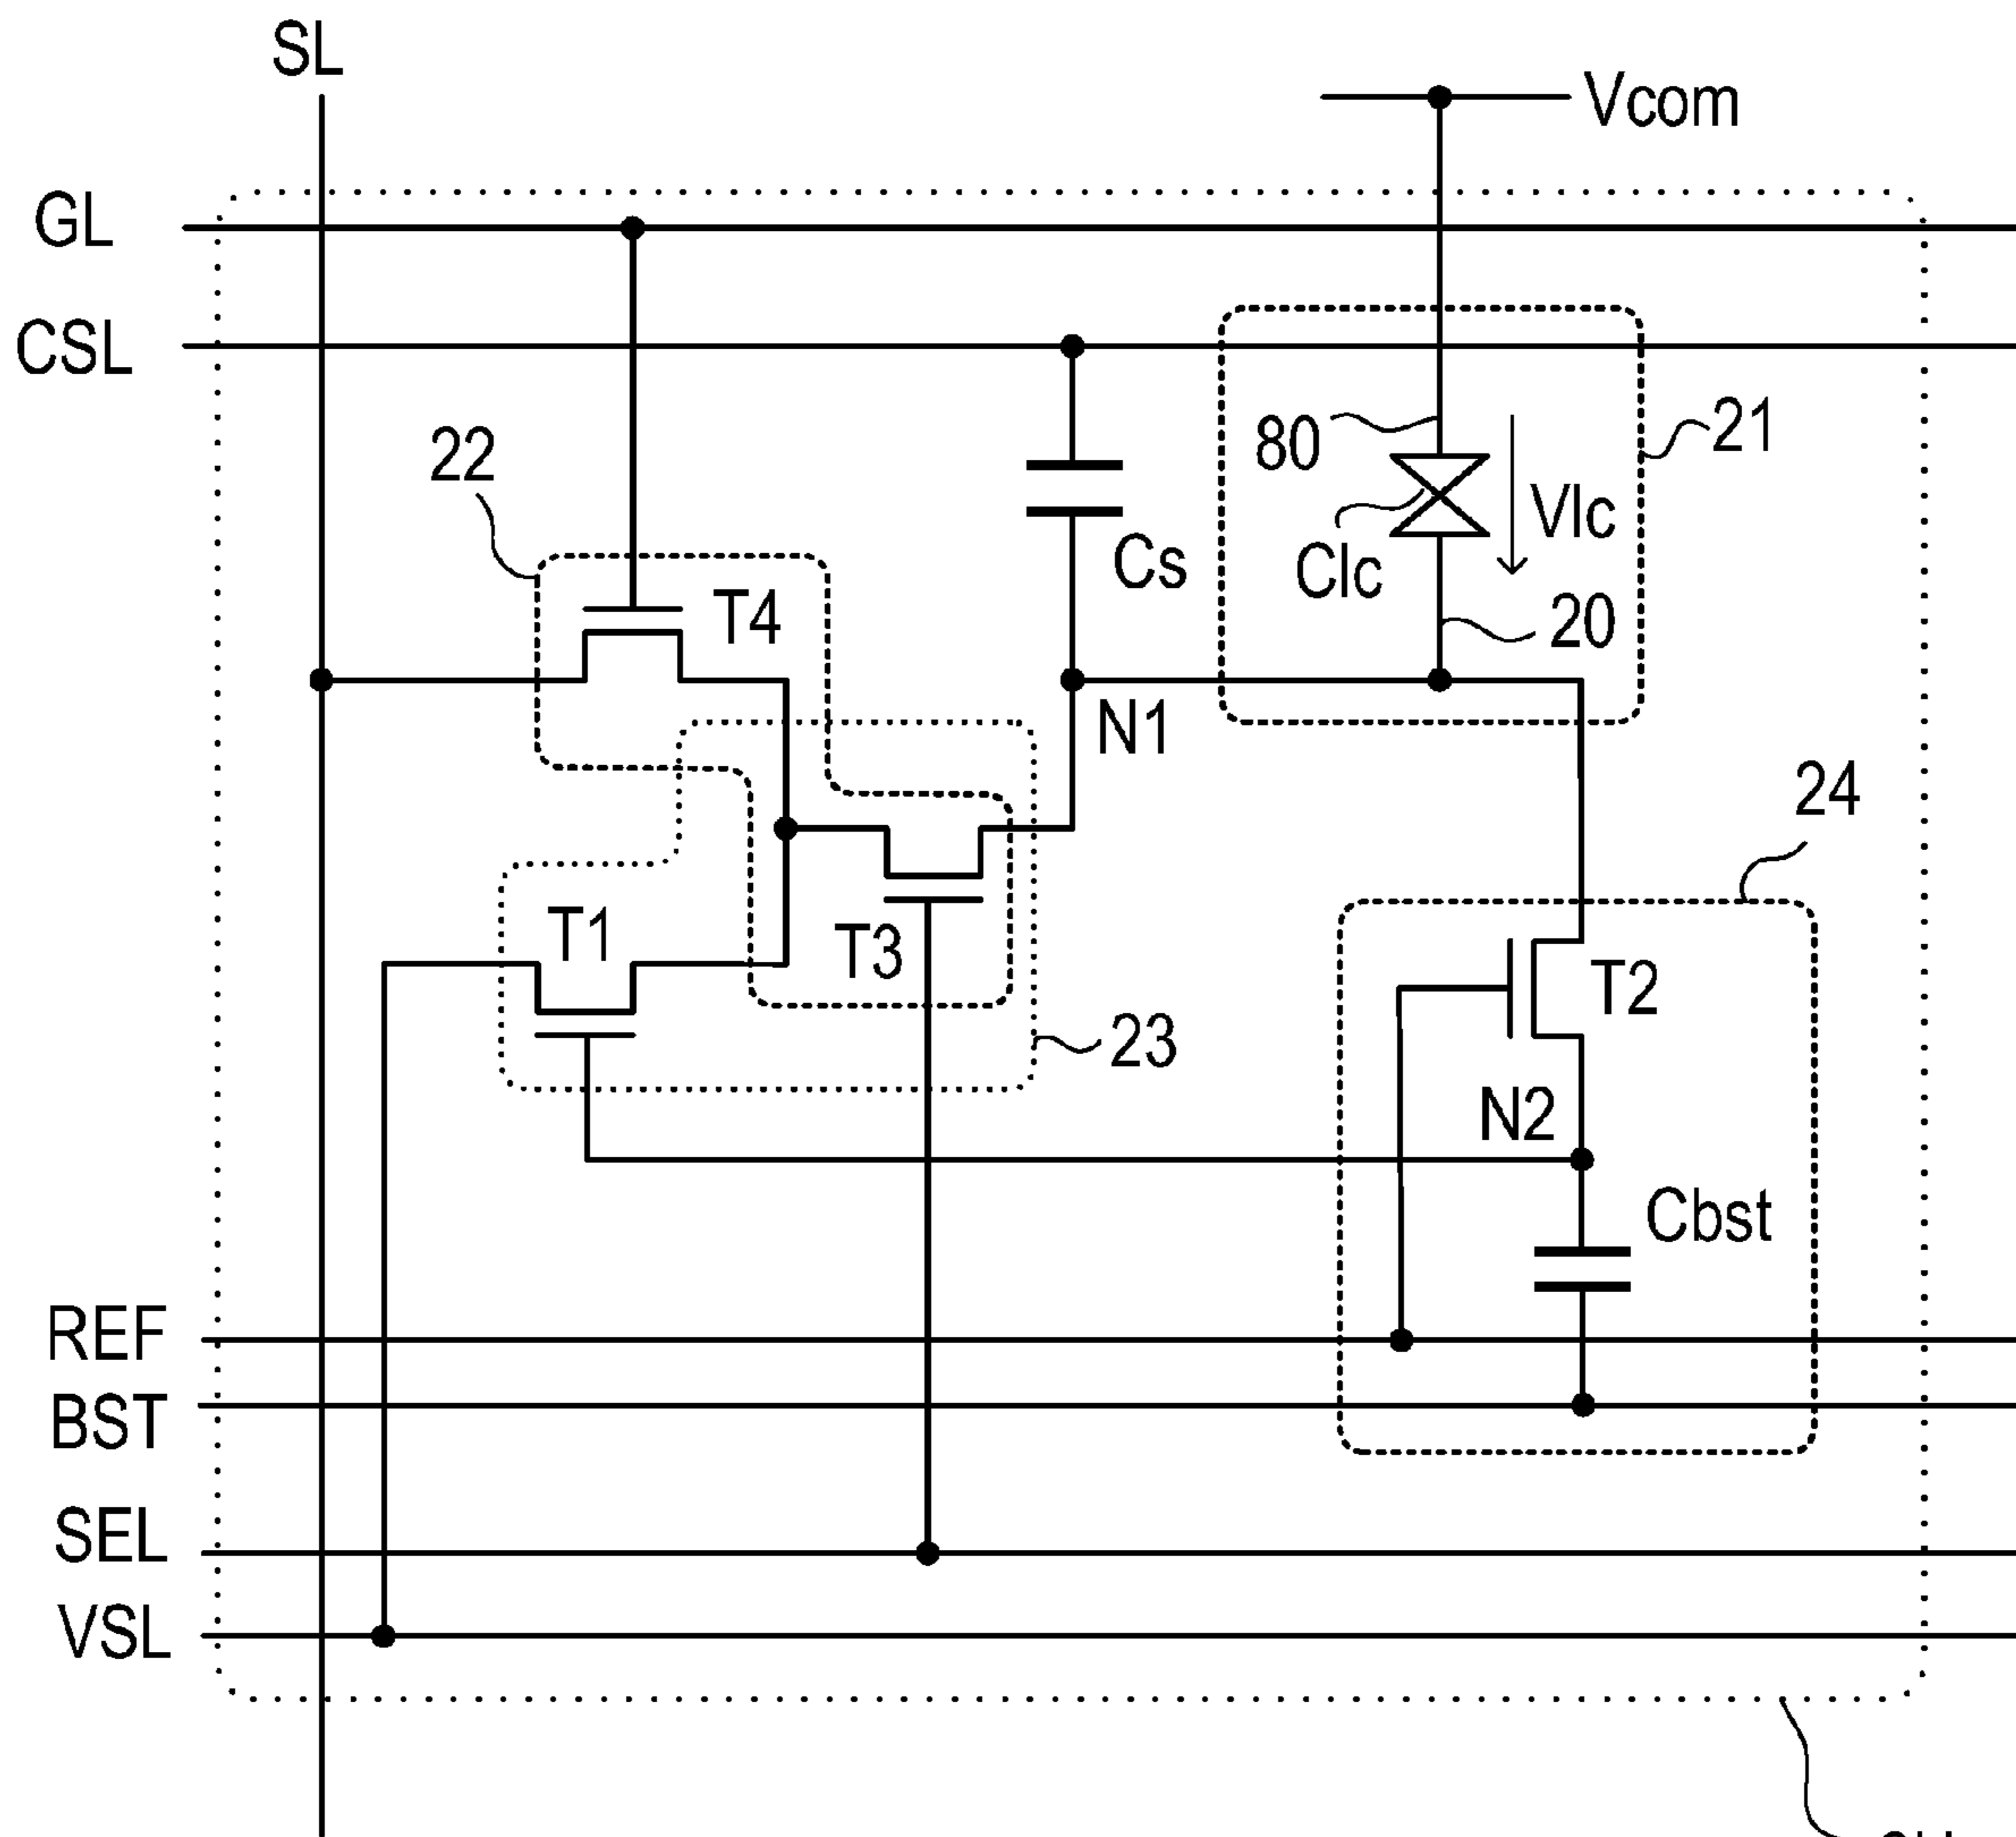 SL
Vcom
GL
CSL
22
80
21
Vlc
Cs
Clc
T4
20
N1
24
T1
T3
T2
23
N2
Cbst
REF
BST
SEL
VSL